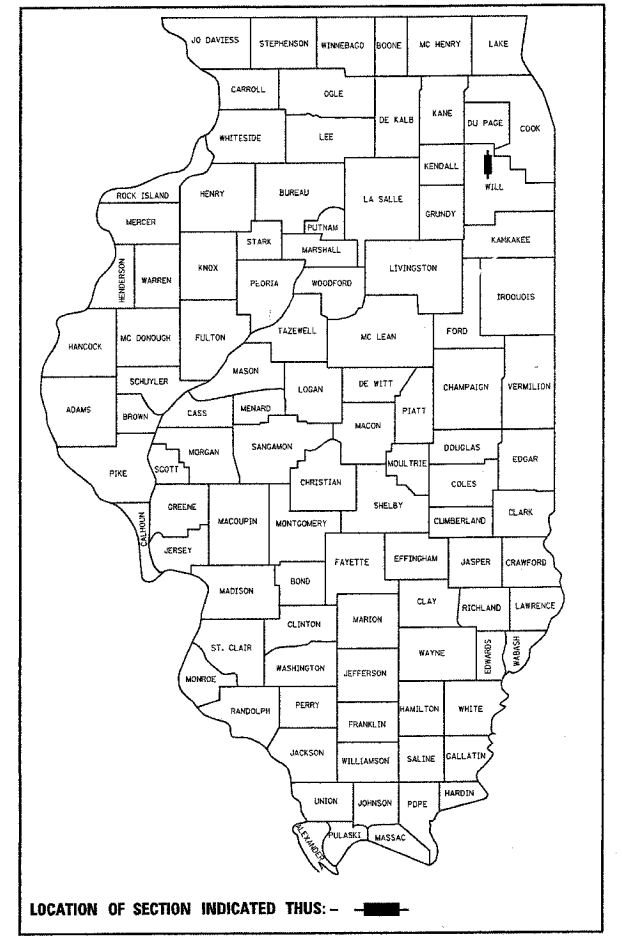 JO DAVIESS STEPHENSON WINNEBAGO BOONE MC HENRY LAKE
CARROLL OGLE DE KALB KANE DU PAGE COOK
WHITESIDE LEE
KENDALL WILL
ROCK ISLAND HENRY BUREAU LA SALLE
MERCER PUTNAM GRUNDY
STARK MARSHALL KAMKAKEE
HENDERSON WARREN KNOX PEORIA WOODFORD LIVINGSTON IROQUOIS
HANCOCK MC DONOUGH FULTON TAZEWELL MC LEAN FORD
SCHUYLER MASON LOGAN DE WITT CHAMPAIGN VERMILION
ADAMS BROWN CASS MENARD PIATT
MACON
PIKE SCOTT MORGAN SANGAMON MOULTRIE DOUGLAS EDGAR
CHRISTIAN COLES
CALHOUN GREENE MACOUPIN MONTGOMERY SHELBY CUMBERLAND CLARK
JERSEY FAYETTE EFFINGHAM JASPER CRAWFORD
MADISON BOND
CLAY RICHLAND LAWRENCE
CLINTON MARION
ST. CLAIR WAYNE EDWARDS WABASH
WASHINGTON JEFFERSON
MONROE
RANDOLPH PERRY HAMILTON WHITE
FRANKLIN
JACKSON WILLIAMSON SALINE GALLATIN
UNION JOHNSON POPE HARDIN
ALEXANDER PULASKI MASSAC
LOCATION OF SECTION INDICATED THUS: -